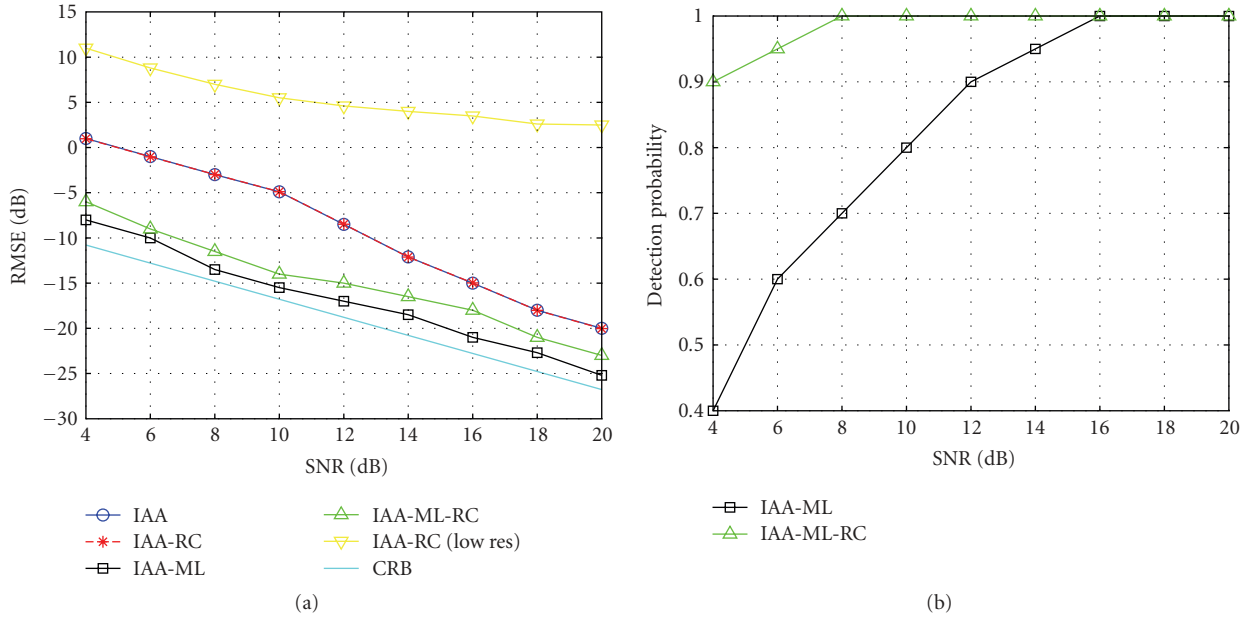 15
10
5
0
−5
−10
−15
−20
−25
−30
RMSE (dB)
4 6 8 10 12 14 16 18 20
SNR (dB)
IAA
IAA-RC
IAA-ML
IAA-ML-RC
IAA-RC (low res)
CRB
(a)
1
0.9
0.8
0.7
0.6
0.5
0.4
Detection probability
4 6 8 10 12 14 16 18 20
SNR (dB)
IAA-ML
IAA-ML-RC
(b)